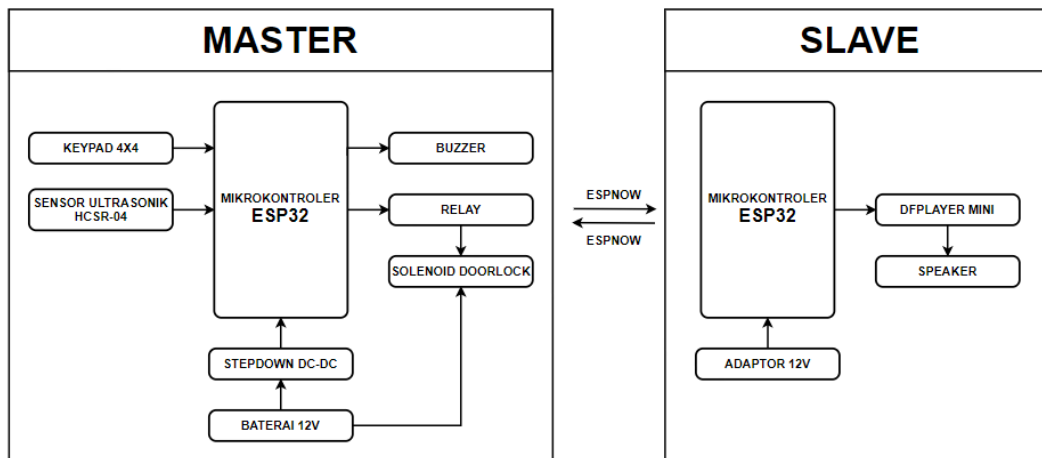 MASTER
KEYPAD 4X4
SENSOR ULTRASONIK
HCSR-04
MIKROKONTROLER
ESP32
BUZZER
RELAY
SOLENOID DOORLOCK
STEPDOWN DC-DC
BATERAI 12V
ESPNOW
ESPNOW
SLAVE
MIKROKONTROLER
ESP32
DFPLAYER MINI
SPEAKER
ADAPTOR 12V